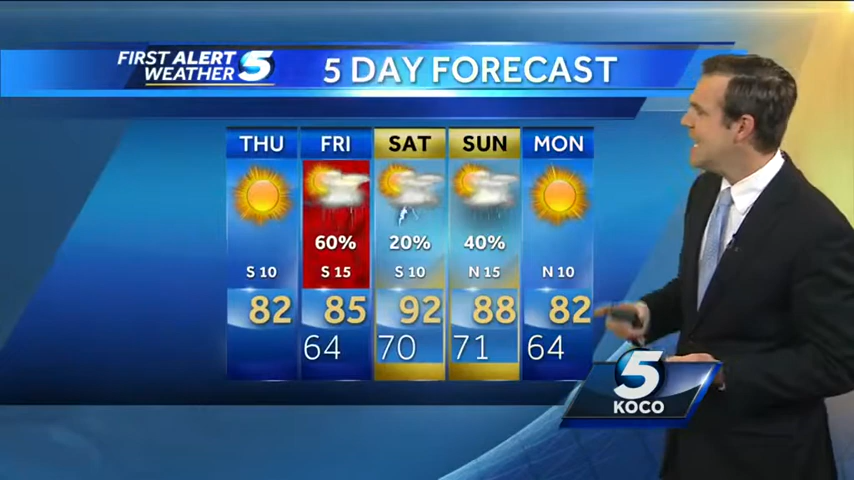 FIRST ALERT
WEATHER 5
5 DAY FORECAST
THU FRI SAT SUN MON
60% 20% 40%
S 10 S 15 S 10 N 15 N 10
82 85 92 88 82
64 70 71 64
5
KOCO